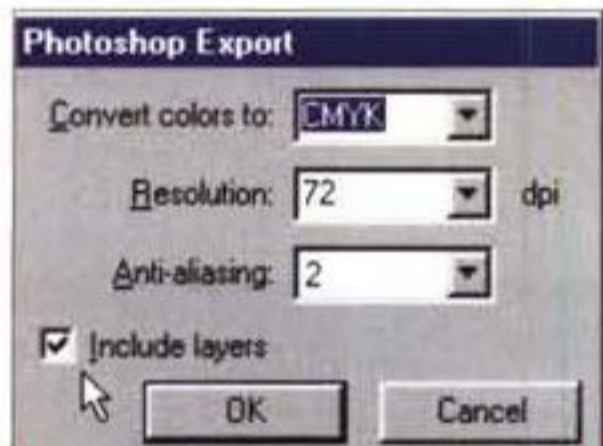 Photoshop Export
Convert colors to: CMYK
Resolution: 72 dpi
Anti-aliasing: 2
Include layers
OK Cancel